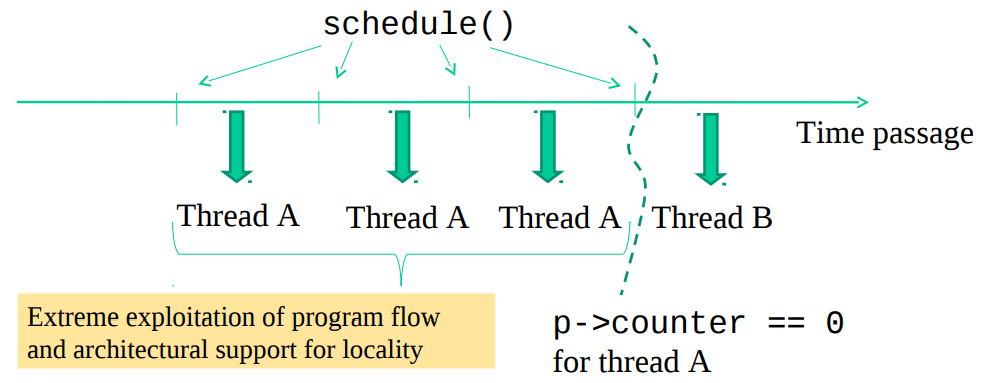 schedule()
Time passage
Thread A
Thread A
Thread A
Thread B
Extreme exploitation of program flow
and architectural support for locality
p->counter == 0
for thread A